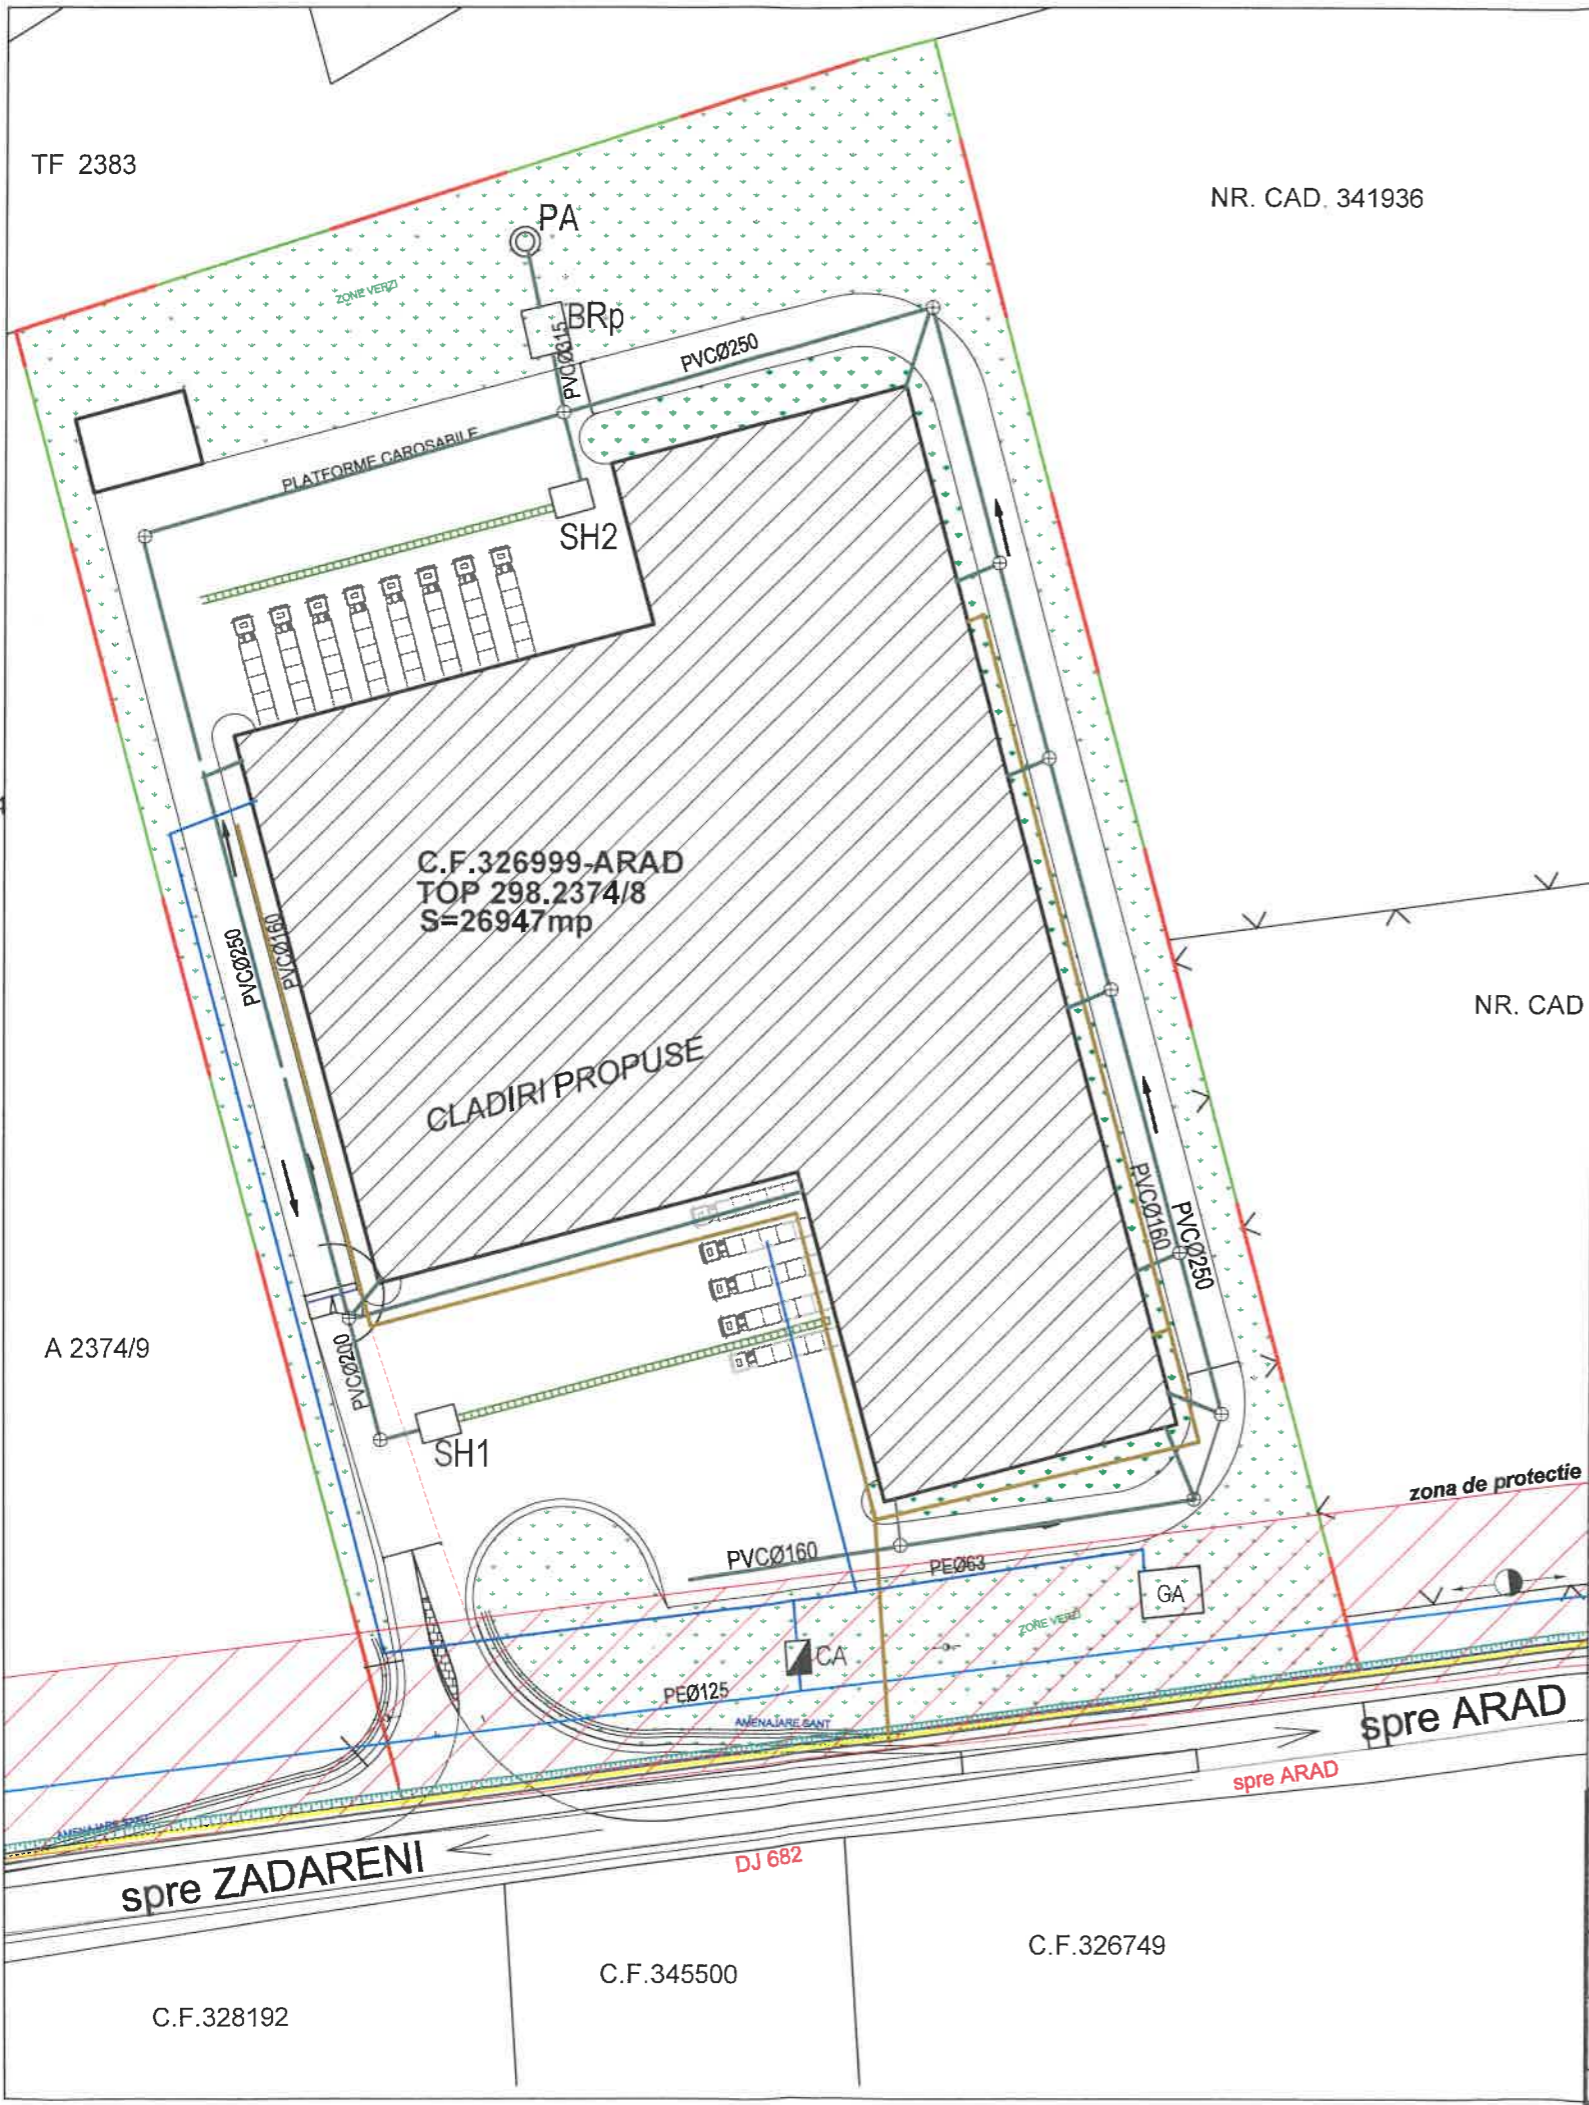 TF 2383
NR. CAD. 341936
PA
ZONE VERZI
BRp
PVCØ315
PVCØ250
PLATFORME CAROSABILE
SH2
C.F.326999-ARAD
TOP 298.2374/8
S=26947mp
PVCØ250
PVCØ160
NR. CAD
CLADIRI PROPUSE
PVCØ160
PVCØ250
A 2374/9
PVCØ200
SH1
zona de protectie
PVCØ160
PEØ63
GA
ZONE VERZI
CA
PEØ125
AMENAJARE SANT
spre ARAD
spre ARAD
AMENAJARE SANT
spre ZADARENI
DJ 682
C.F.326749
C.F.345500
C.F.328192